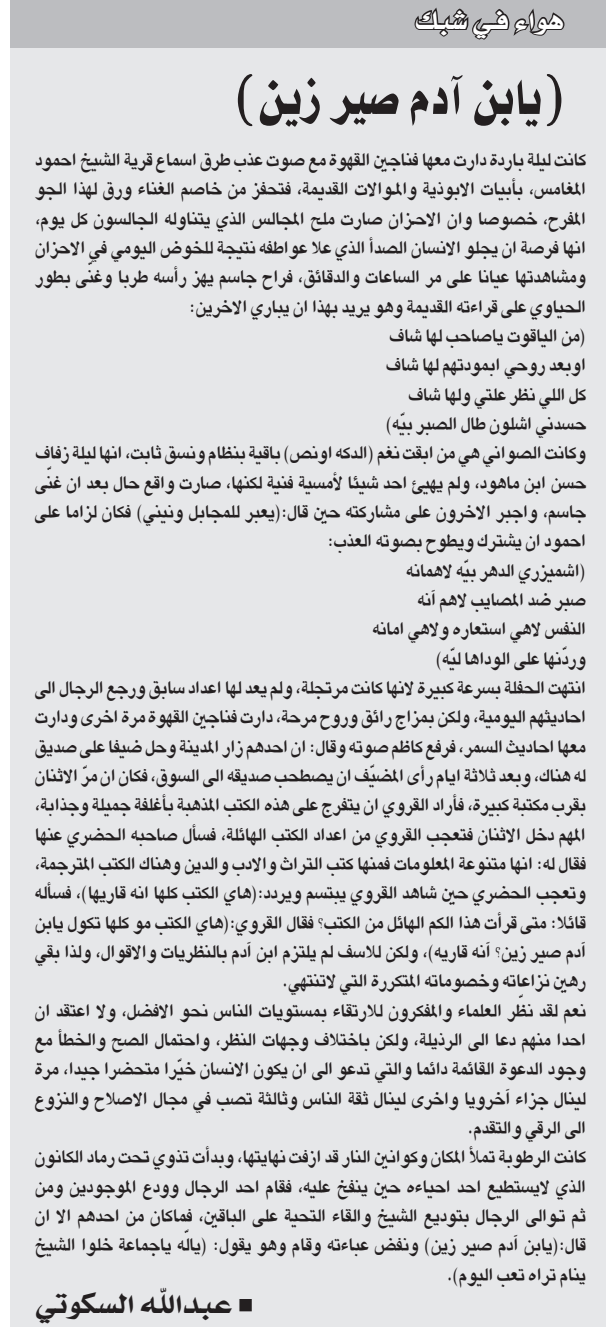 هواء في شبك
(يابن آدم صير زين)
كانت ليلة باردة دارت معها فناجين القهوة مع صوت عذب طرق اسماع قرية الشيخ احمود
المغامس، بأبيات الابوذية والموالات القديمة، فتحفز من خاصم الغناء ورق لهذا الجو
المفرح، خصوصا وان الاحزان صارت ملح المجالس الذي يتناوله الجالسون كل يوم،
انها فرصة ان يجلو الانسان الصدأ الذي علا عواطفه نتيجة للخوض اليومي في الاحزان
ومشاهدتها عيانا على مر الساعات والدقائق، فراح جاسم يهز رأسه طربا وغنّى بطور
الحياوي على قراءته القديمة وهو يريد بهذا ان يباري الاخرين:
(من الياقوت ياصاحب لها شاف
اوبعد روحي ابمودتهم لها شاف
كل اللي نظر علتي ولها شاف
حسدني اشلون طال الصبر بيّه)
وكانت الصواني هي من ابقت نغم (الدكه اونص) باقية بنظام ونسق ثابت، انها ليلة زفاف
حسن ابن ماهود، ولم يهيئ احد شيئا لأمسية فنية لكنها، صارت واقع حال بعد ان غنّى
جاسم، واجبر الاخرون على مشاركته حين قال:(يعبر للمجابل ونيني) فكان لزاما على
احمود ان يشترك ويطوح بصوته العذب:
(اشميزري الدهر بيّه لاهمانه
صبر ضد المصايب لاهم آنه
النفس لاهي استعاره ولاهي امانه
وردّنها على الوداها ليّه)
انتهت الحفلة بسرعة كبيرة لانها كانت مرتجلة، ولم يعد لها اعداد سابق ورجع الرجال الى
احاديثهم اليومية، ولكن بمزاج رائق وروح مرحة، دارت فناجين القهوة مرة اخرى ودارت
معها احاديث السمر، فرفع كاظم صوته وقال: ان احدهم زار المدينة وحل ضيفا على صديق
له هناك، وبعد ثلاثة ايام رأى المضيّف ان يصطحب صديقه الى السوق، فكان ان مرّ الاثنان
بقرب مكتبة كبيرة، فأراد القروي ان يتفرج على هذه الكتب المذهبة بأغلفة جميلة وجذابة،
المهم دخل الاثنان فتعجب القروي من اعداد الكتب الهائلة، فسأل صاحبه الحضري عنها
فقال له: انها متنوعة المعلومات فمنها كتب التراث والادب والدين وهناك الكتب المترجمة،
وتعجب الحضري حين شاهد القروي يبتسم ويردد:(هاي الكتب كلها انه قاريها)، فسأله
قائلا: متى قرأت هذا الكم الهائل من الكتب؟ فقال القروي:(هاي الكتب مو كلها تكول يابن
آدم صير زين؟ آنه قاريه)، ولكن للاسف لم يلتزم ابن آدم بالنظريات والاقوال، ولذا بقي
رهين نزاعاته وخصوماته المتكررة التي لاتنتهي.
نعم لقد نظّر العلماء والمفكرون للارتقاء بمستويات الناس نحو الافضل، ولا اعتقد ان
احدا منهم دعا الى الرذيلة، ولكن باختلاف وجهات النظر، واحتمال الصح والخطأ مع
وجود الدعوة القائمة دائما والتي تدعو الى ان يكون الانسان خيّرا متحضرا جيدا، مرة
لينال جزاء آخرويا واخرى لينال ثقة الناس وثالثة تصب في مجال الاصلاح والنزوع
الى الرقي والتقدم.
كانت الرطوبة تملأ المكان وكوانين النار قد ازفت نهايتها، وبدأت تذوي تحت رماد الكانون
الذي لايستطيع احد احياءه حين ينفخ عليه، فقام احد الرجال وودع الموجودين ومن
ثم توالى الرجال بتوديع الشيخ والقاء التحية على الباقين، فماكان من احدهم الا ان
قال:(يابن آدم صير زين) ونفض عباءته وقام وهو يقول: (يالّه ياجماعة خلوا الشيخ
ينام تراه تعب اليوم).
■ عبدالله السكوتي